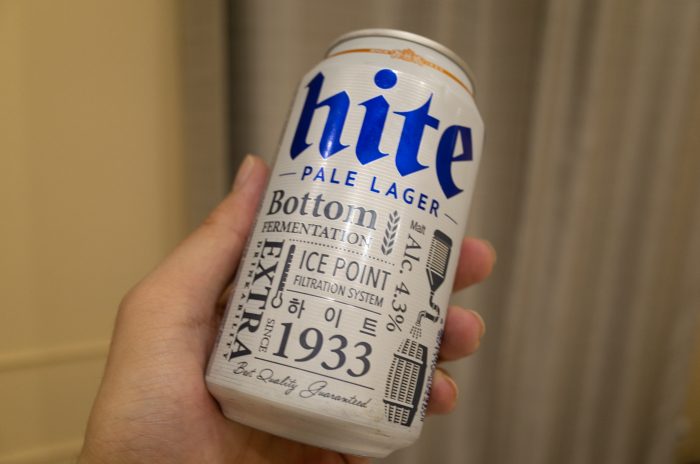 hite
PALE LAGER
Bottom
FERMENTATION
Malt
Alc. 4.3%
EXTRA
DRINKABILITY
ICE POINT
FILTRATION SYSTEM
하이트
SINCE
1933
Best Quality Guaranteed